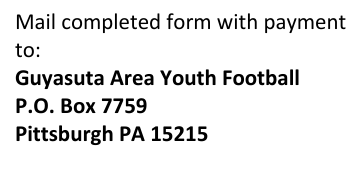 Mail completed form with payment
to:
Guyasuta Area Youth Football
P.O. Box 7759
Pittsburgh PA 15215